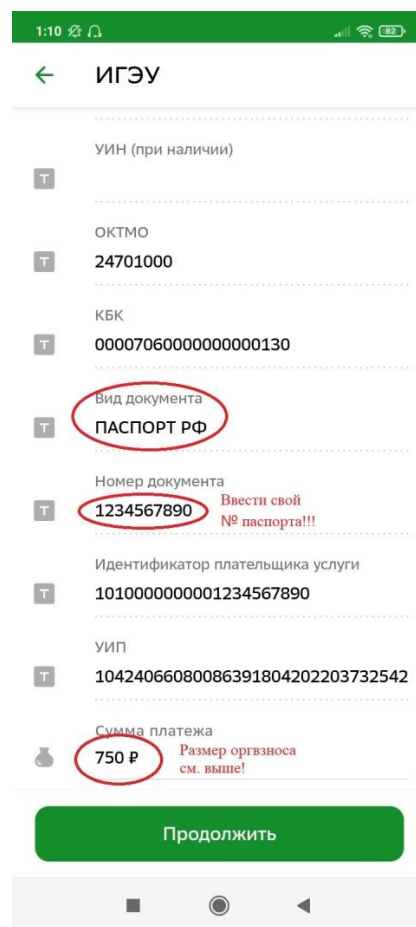 1:10
82
ИГЭУ
УИН (при наличии)
Т
ОКТМО
Т
24701000
КБК
Т
00007060000000000130
Вид документа
Т
ПАСПОРТ РФ
Номер документа
Т
1234567890
Ввести свой
№ паспорта!!!
Идентификатор плательщика услуги
Т
1010000000001234567890
УИП
Т
10424066080086391804202203732542
Сумма платежа
750 ₽
Размер оргвзноса
см. выше!
Продолжить